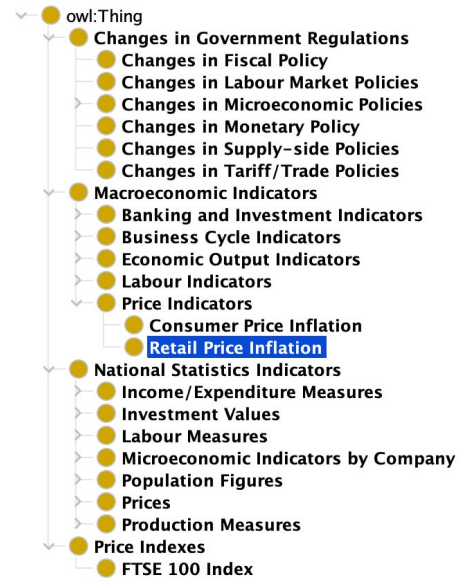 owl:Thing
Changes in Government Regulations
Changes in Fiscal Policy
Changes in Labour Market Policies
Changes in Microeconomic Policies
Changes in Monetary Policy
Changes in Supply-side Policies
Changes in Tariff/Trade Policies
Macroeconomic Indicators
Banking and Investment Indicators
Business Cycle Indicators
Economic Output Indicators
Labour Indicators
Price Indicators
Consumer Price Inflation
Retail Price Inflation
National Statistics Indicators
Income/Expenditure Measures
Investment Values
Labour Measures
Microeconomic Indicators by Company
Population Figures
Prices
Production Measures
Price Indexes
FTSE 100 Index